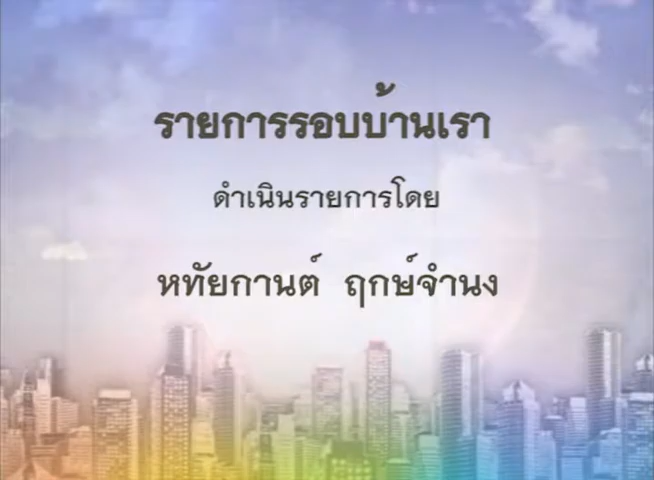 รายการรอบบ้านเรา
ดำเนินรายการโดย
หทัยกานต์ ฤกษ์จำนง